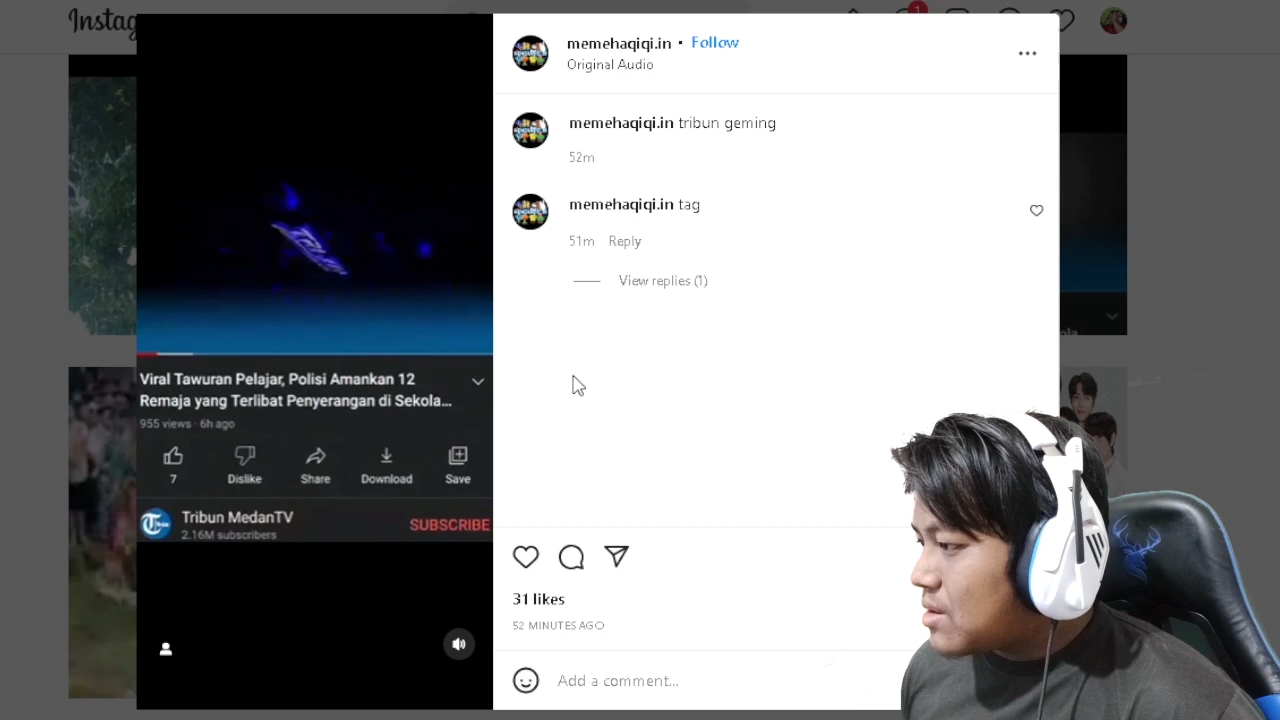 Instag
1
memehaqiqi.in • Follow
Original Audio
memehaqiqi.in tribun geming
52m
memehaqiqi.in tag
51m Reply
View replies (1)
Viral Tawuran Pelajar, Polisi Amankan 12
Remaja yang Terlibat Penyerangan di Sekola...
955 views · 6h ago
7 Dislike Share Download Save
Tribun MedanTV SUBSCRIBE
2.16M subscribers
31 likes
52 MINUTES AGO
Add a comment...